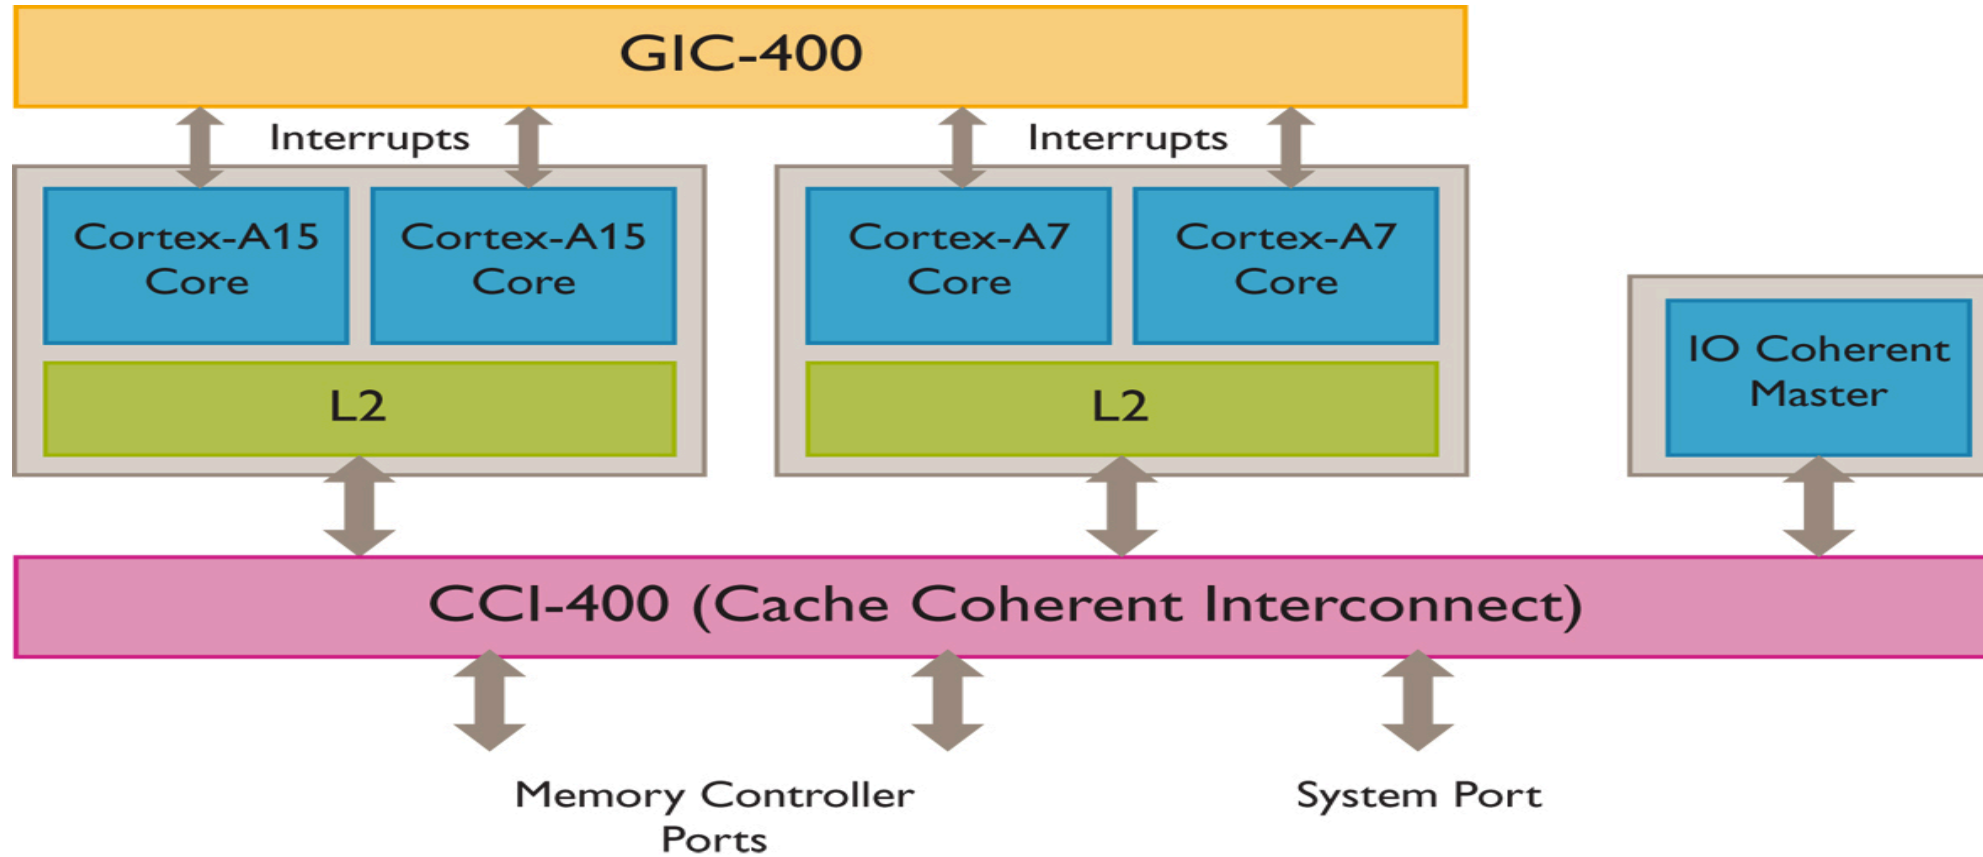 GIC-400
Interrupts
Interrupts
Cortex-A15
Core
Cortex-A15
Core
Cortex-A7
Core
Cortex-A7
Core
IO Coherent
Master
L2
L2
CCI-400 (Cache Coherent Interconnect)
Memory Controller
Ports
System Port